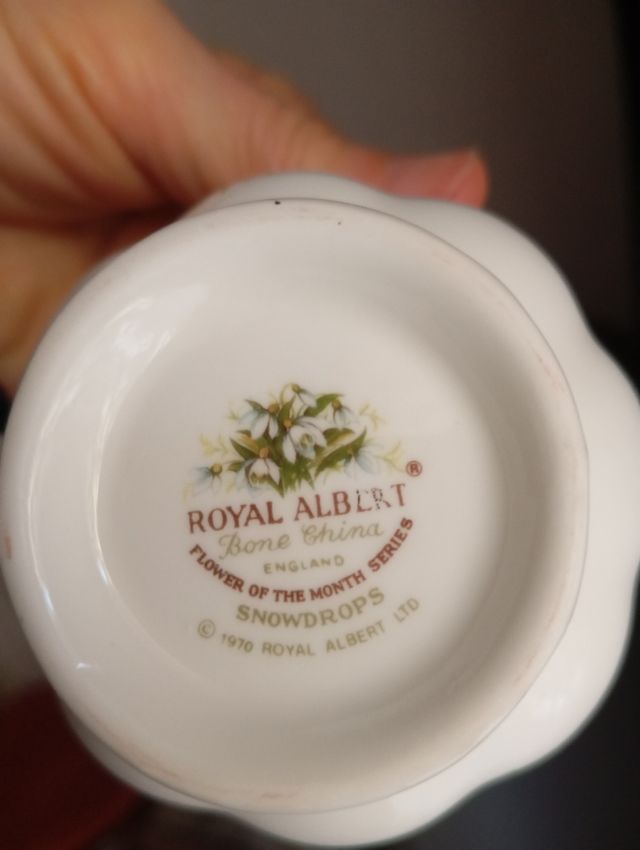 ROYAL ALBERT ®
Bone China
ENGLAND
FLOWER OF THE MONTH SERIES
SNOWDROPS
© 1970 ROYAL ALBERT LTD